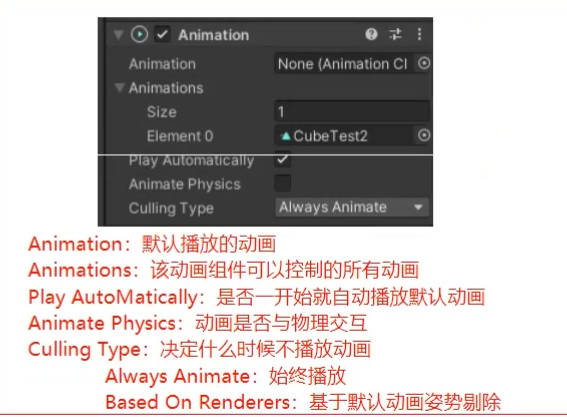 Animation
Animation None (Animation Cl
Animations
Size 1
Element 0 CubeTest2
Play Automatically
Animate Physics
Culling Type Always Animate
Animation：默认播放的动画
Animations：该动画组件可以控制的所有动画
Play AutoMatically：是否一开始就自动播放默认动画
Animate Physics：动画是否与物理交互
Culling Type：决定什么时候不播放动画
Always Animate：始终播放
Based On Renderers：基于默认动画姿势剔除